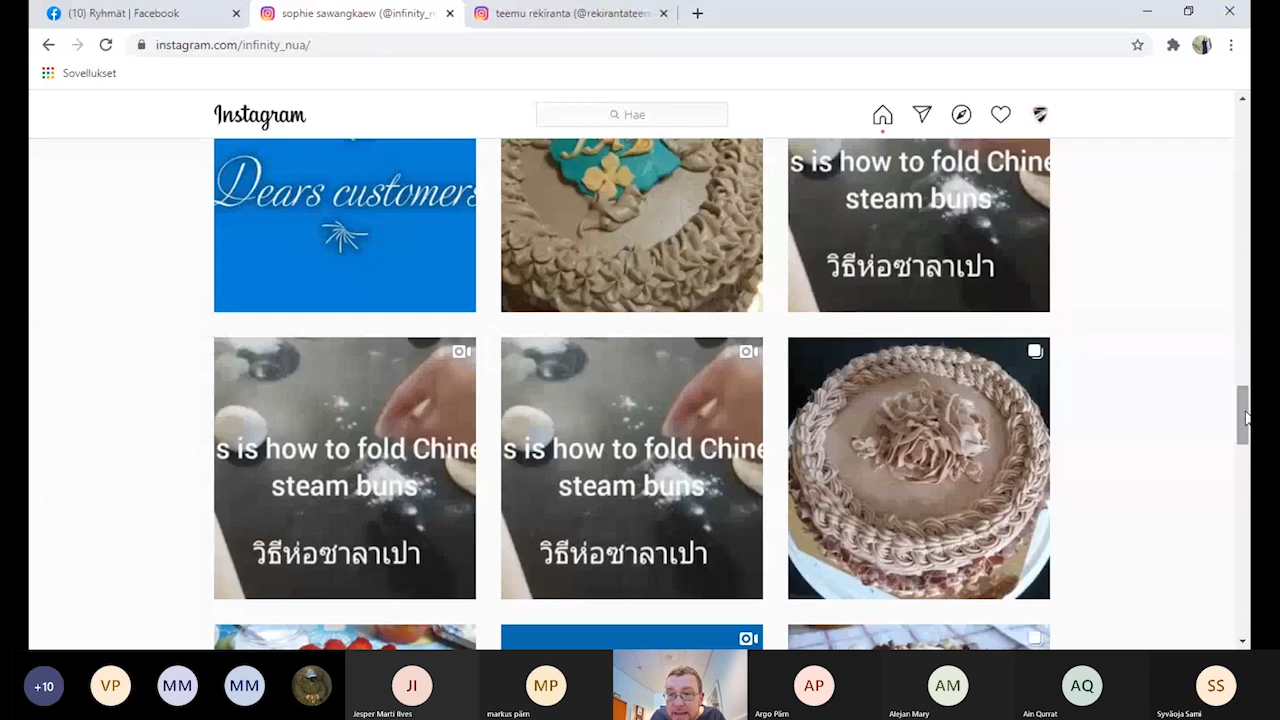 (10) Ryhmät | Facebook
sophie sawangkaew (@infinity_n
teemu rekiranta (@rekirantateem
instagram.com/infinity_nua/
Sovellukset
Instagram
Hae
Dears customers
s is how to fold Chine
steam buns
วิธีห่อซาลาเปา
s is how to fold Chine
steam buns
วิธีห่อซาลาเปา
s is how to fold Chine
steam buns
วิธีห่อซาลาเปา
+10
VP
MM
MM
JI
Jesper Marti Ilves
MP
markus pärn
AP
Argo Pärn
AM
Alejan Mary
AQ
Ain Qurrat
SS
Syväoja Sami